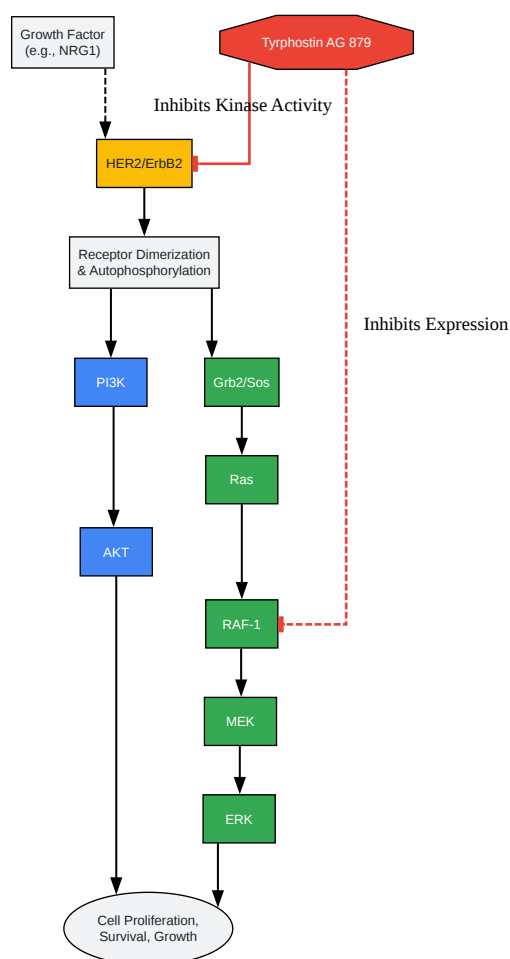 Growth Factor
(e.g., NRG1)
Tyrphostin AG 879
Inhibits Kinase Activity
HER2/ErbB2
Receptor Dimerization
& Autophosphorylation
Inhibits Expression
PI3K
Grb2/Sos
Ras
AKT
RAF-1
MEK
ERK
Cell Proliferation,
Survival, Growth